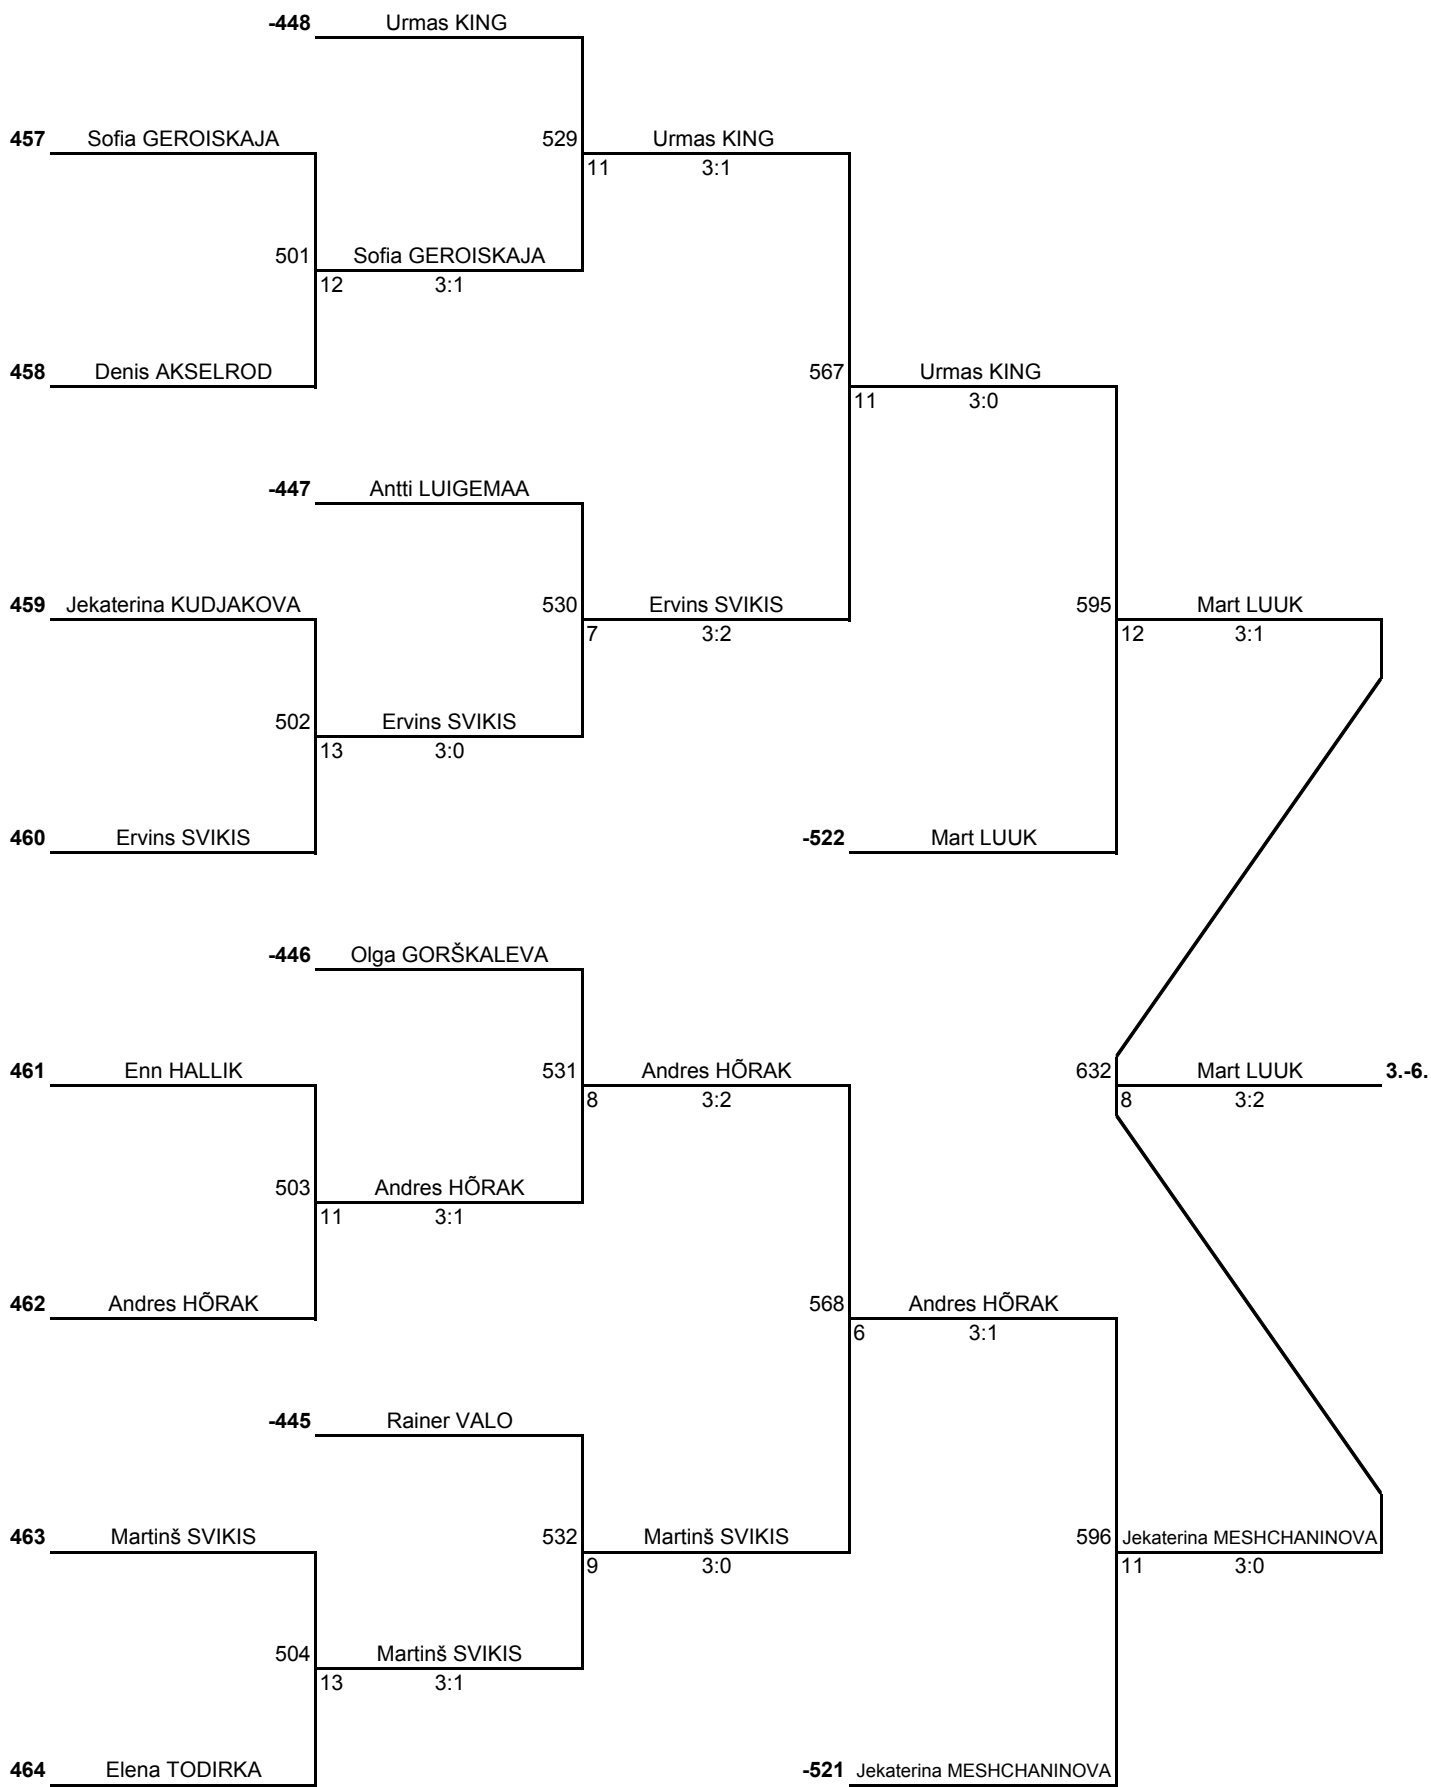 -448 Urmas KING
457 Sofia GEROISKAJA 529 Urmas KING
11 3:1
501 Sofia GEROISKAJA
12 3:1
458 Denis AKSELROD 567 Urmas KING
11 3:0
-447 Antti LUIGEMAA
459 Jekaterina KUDJAKOVA 530 Ervins SVIKIS 595 Mart LUUK
7 3:2 12 3:1
502 Ervins SVIKIS
13 3:0
460 Ervins SVIKIS -522 Mart LUUK
-446 Olga GORŠKALEVA
461 Enn HALLIK 531 Andres HÕRAK 632 Mart LUUK 3.-6.
8 3:2 8 3:2
503 Andres HÕRAK
11 3:1
462 Andres HÕRAK 568 Andres HÕRAK
6 3:1
-445 Rainer VALO
463 Martinš SVIKIS 532 Martinš SVIKIS 596 Jekaterina MESHCHANINOVA
9 3:0 11 3:0
504 Martinš SVIKIS
13 3:1
464 Elena TODIRKA -521 Jekaterina MESHCHANINOVA